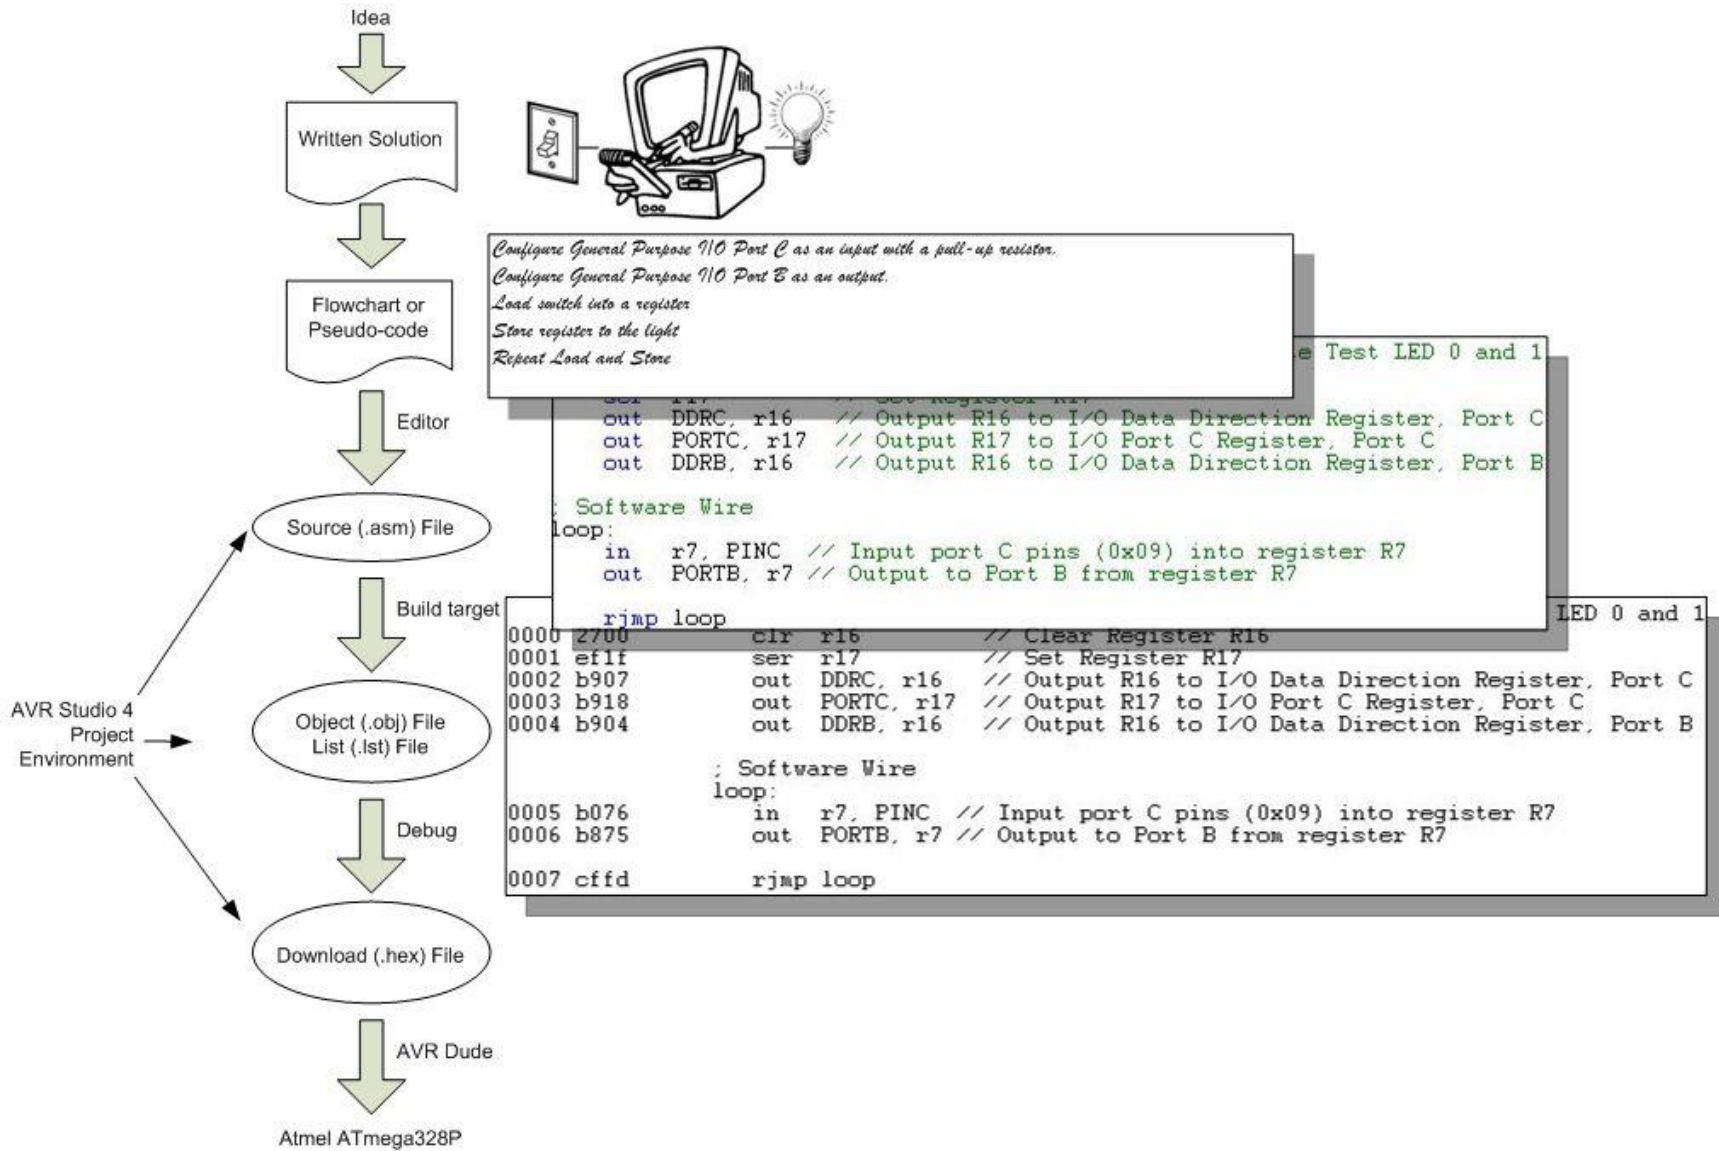 Idea
Written Solution
Flowchart or
Pseudo-code
Editor
Source (.asm) File
Build target
AVR Studio 4
Project
Environment
Object (.obj) File
List (.lst) File
Debug
Download (.hex) File
AVR Dude
Atmel ATmega328P
Configure General Purpose I/O Port C as an input with a pull-up resistor.
Configure General Purpose I/O Port B as an output.
Load switch into a register
Store register to the light
Repeat Load and Store
e Test LED 0 and 1
ser r17 // Set Register R17
out DDRC, r16 // Output R16 to I/O Data Direction Register, Port C
out PORTC, r17 // Output R17 to I/O Port C Register, Port C
out DDRB, r16 // Output R16 to I/O Data Direction Register, Port B
; Software Wire
loop:
in r7, PINC // Input port C pins (0x09) into register R7
out PORTB, r7 // Output to Port B from register R7
rjmp loop
LED 0 and 1
0000 2700 clr r16 // Clear Register R16
0001 ef1f ser r17 // Set Register R17
0002 b907 out DDRC, r16 // Output R16 to I/O Data Direction Register, Port C
0003 b918 out PORTC, r17 // Output R17 to I/O Port C Register, Port C
0004 b904 out DDRB, r16 // Output R16 to I/O Data Direction Register, Port B
; Software Wire
loop:
0005 b076 in r7, PINC // Input port C pins (0x09) into register R7
0006 b875 out PORTB, r7 // Output to Port B from register R7
0007 cffd rjmp loop